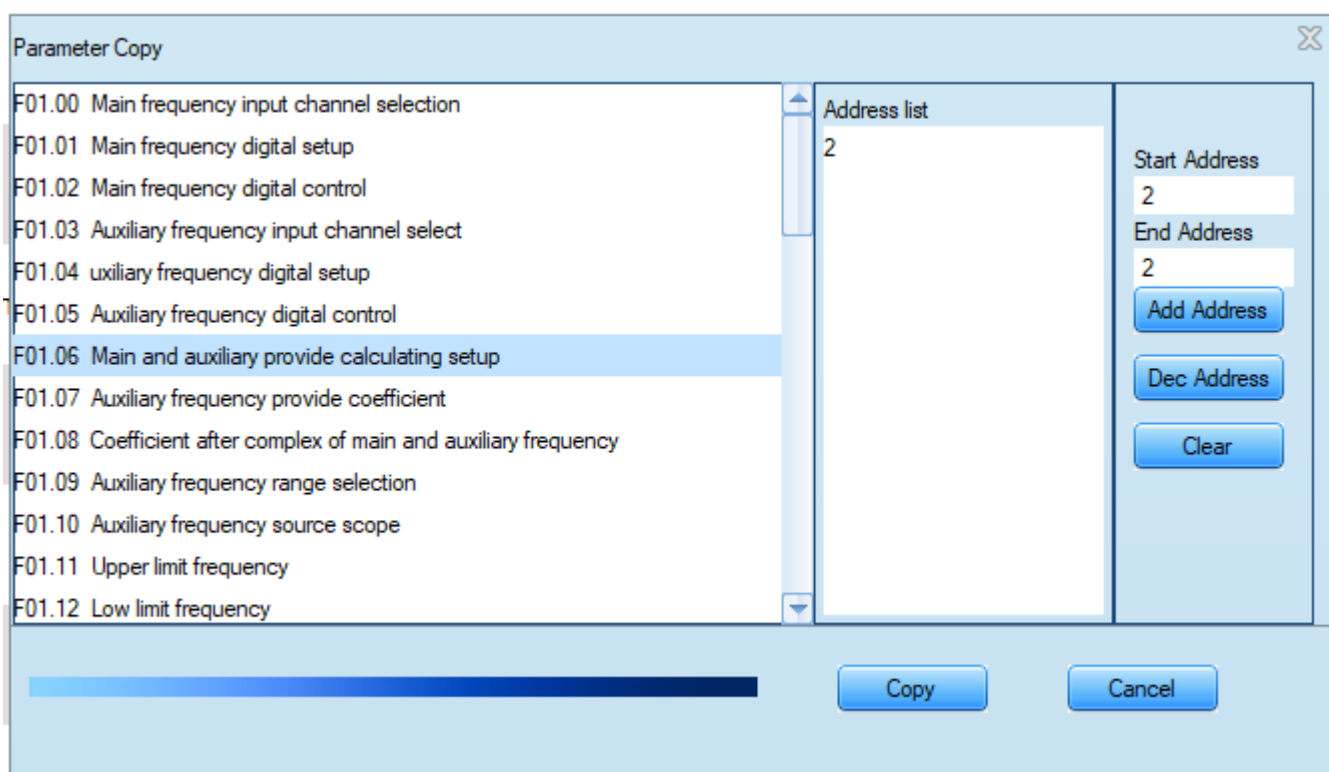 Parameter Copy
F01.00 Main frequency input channel selection
F01.01 Main frequency digital setup
F01.02 Main frequency digital control
F01.03 Auxiliary frequency input channel select
F01.04 uxiliary frequency digital setup
F01.05 Auxiliary frequency digital control
F01.06 Main and auxiliary provide calculating setup
F01.07 Auxiliary frequency provide coefficient
F01.08 Coefficient after complex of main and auxiliary frequency
F01.09 Auxiliary frequency range selection
F01.10 Auxiliary frequency source scope
F01.11 Upper limit frequency
F01.12 Low limit frequency
Address list
2
Start Address
2
End Address
2
Add Address
Dec Address
Clear
Copy
Cancel